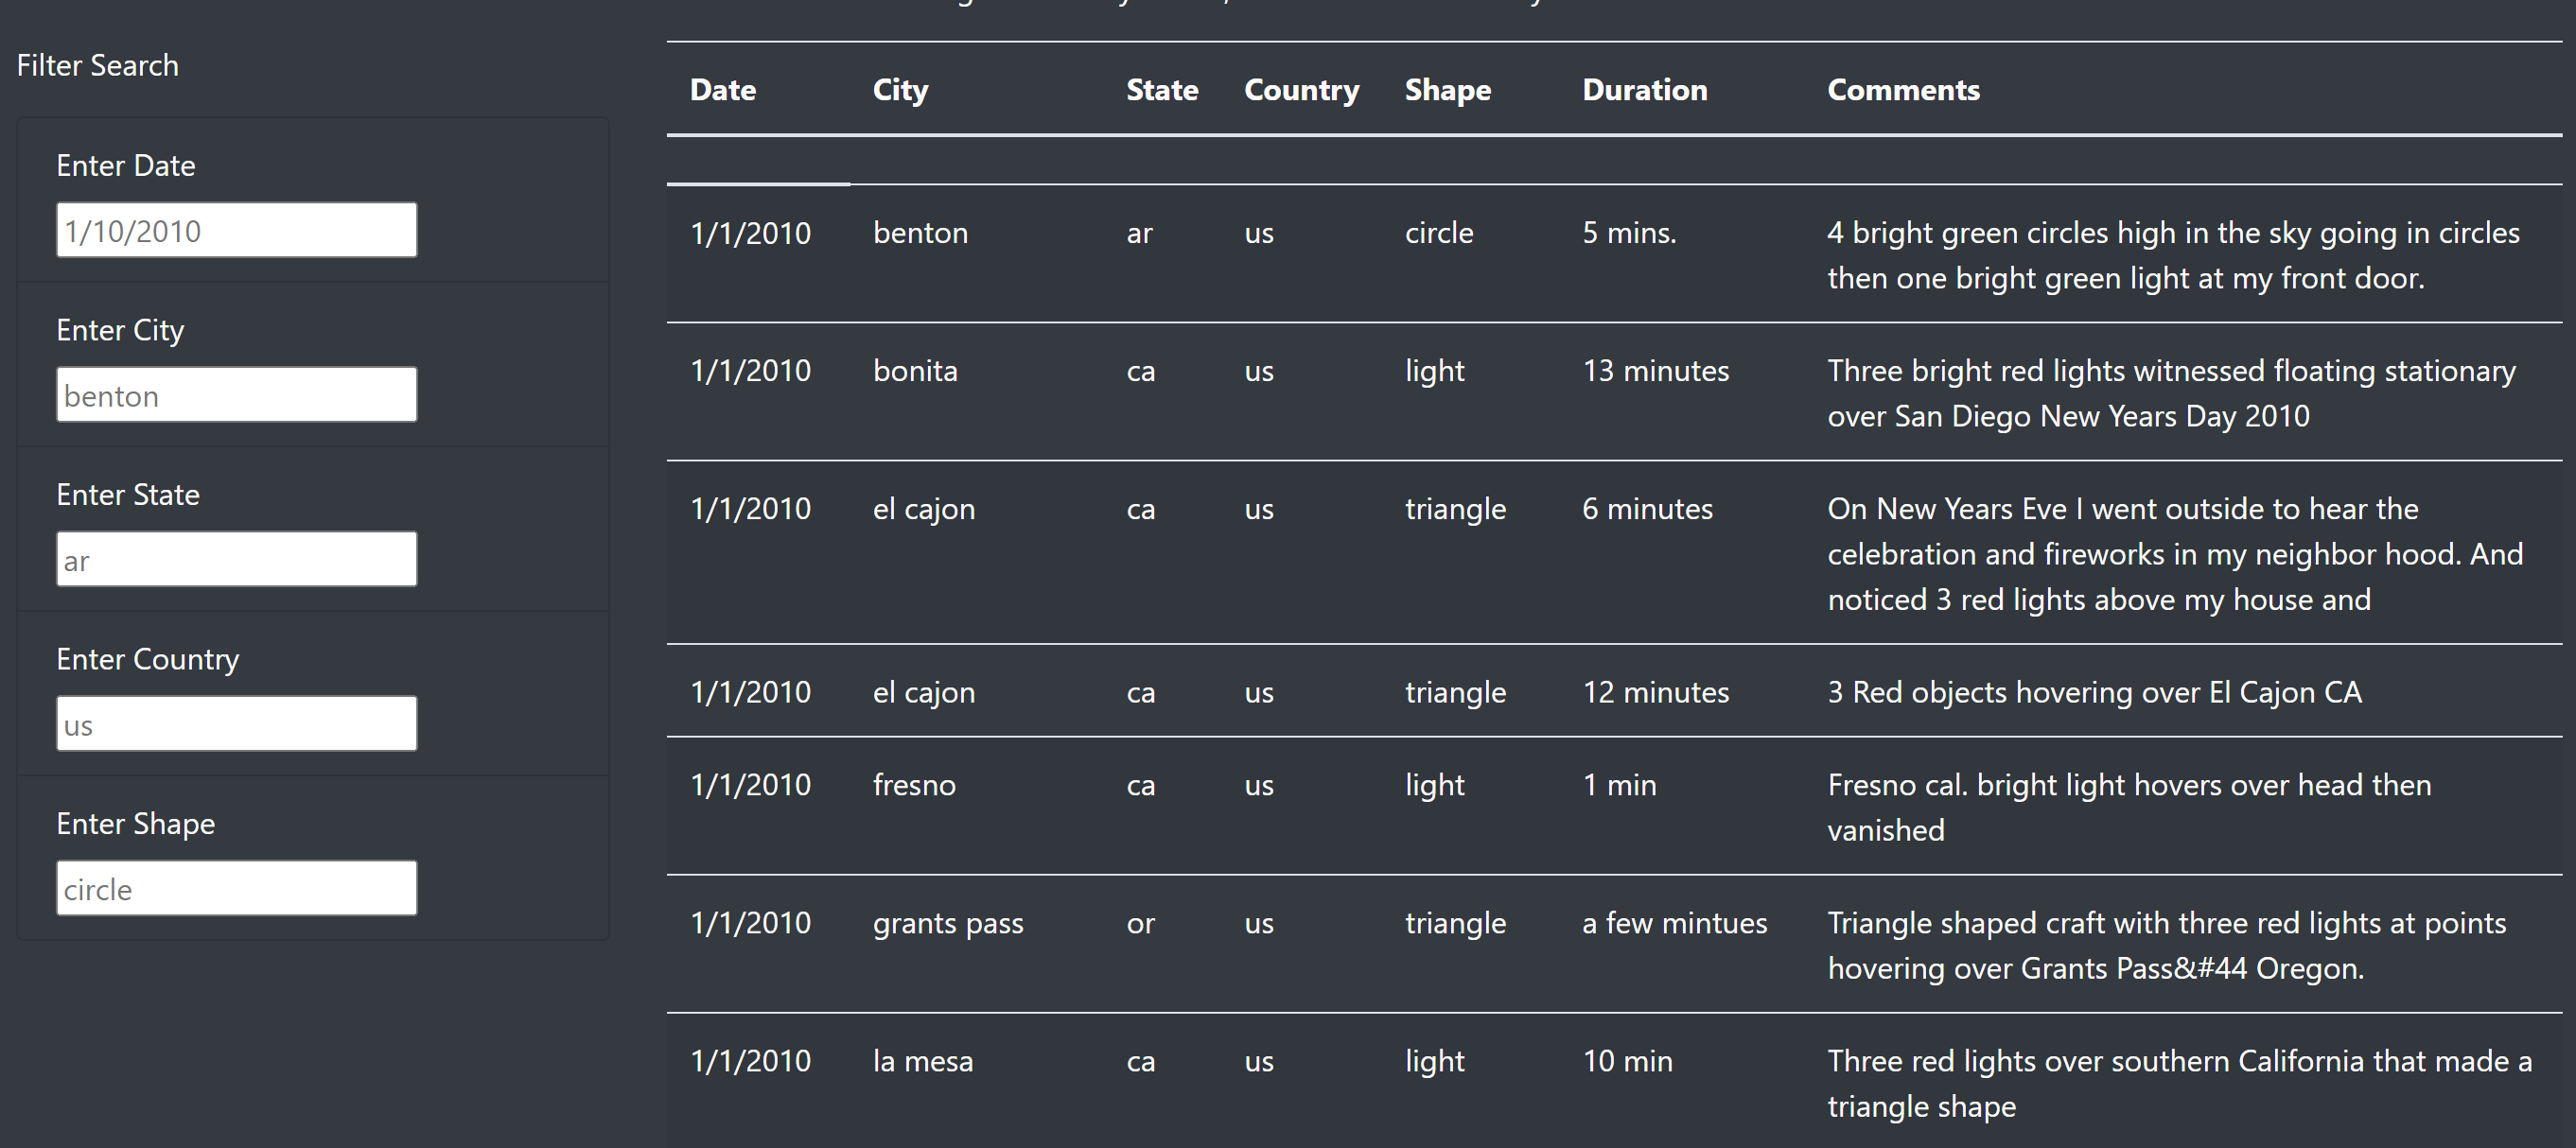 Filter Search
Enter Date
1/10/2010
Enter City
benton
Enter State
ar
Enter Country
us
Enter Shape
circle
Date City State Country Shape Duration Comments
1/1/2010 benton ar us circle 5 mins. 4 bright green circles high in the sky going in circles
then one bright green light at my front door.
1/1/2010 bonita ca us light 13 minutes Three bright red lights witnessed floating stationary
over San Diego New Years Day 2010
1/1/2010 el cajon ca us triangle 6 minutes On New Years Eve I went outside to hear the
celebration and fireworks in my neighbor hood. And
noticed 3 red lights above my house and
1/1/2010 el cajon ca us triangle 12 minutes 3 Red objects hovering over El Cajon CA
1/1/2010 fresno ca us light 1 min Fresno cal. bright light hovers over head then
vanished
1/1/2010 grants pass or us triangle a few mintues Triangle shaped craft with three red lights at points
hovering over Grants Pass&#44 Oregon.
1/1/2010 la mesa ca us light 10 min Three red lights over southern California that made a
triangle shape